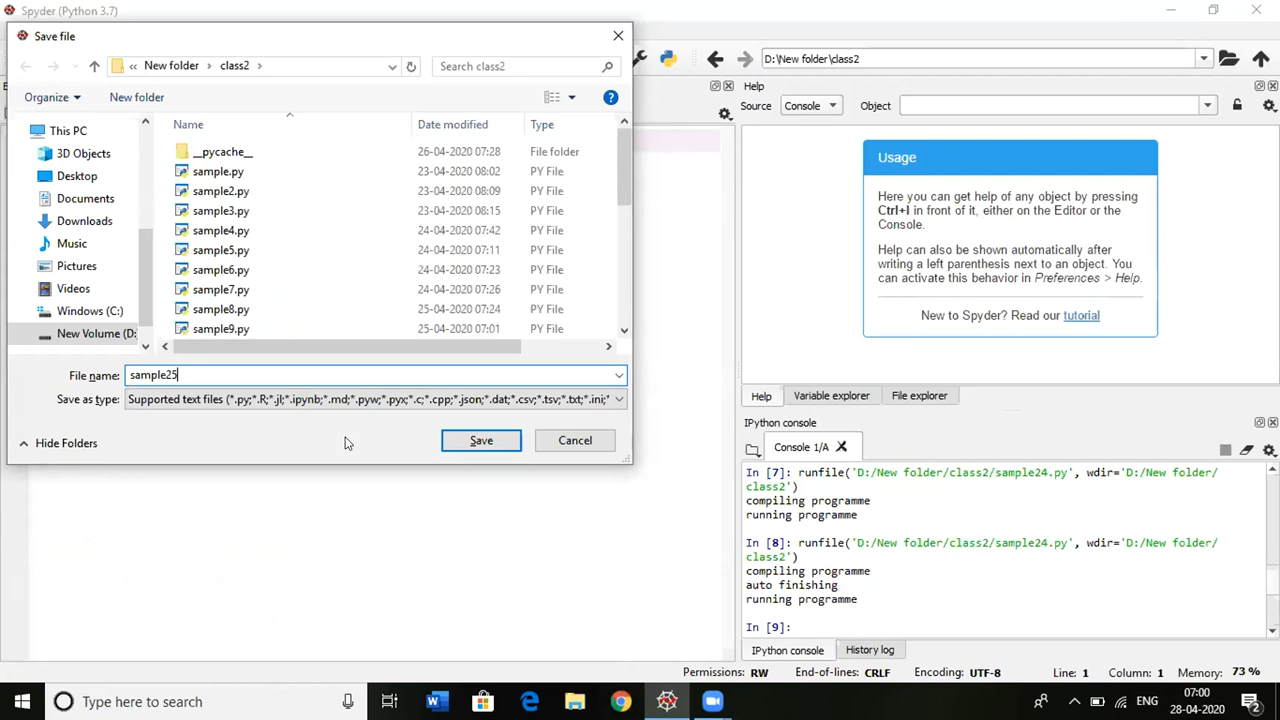 Spyder (Python 3.7)
Save file
« New folder > class2 >
Search class2
D:\New folder\class2
Organize
New folder
Help
Source
Console
Object
This PC
3D Objects
Desktop
Documents
Downloads
Music
Pictures
Videos
Windows (C:)
New Volume (D:
Name
Date modified
Type
__pycache__ 26-04-2020 07:28 File folder
sample.py 23-04-2020 08:02 PY File
sample2.py 23-04-2020 08:09 PY File
sample3.py 23-04-2020 08:15 PY File
sample4.py 24-04-2020 07:42 PY File
sample5.py 24-04-2020 07:11 PY File
sample6.py 24-04-2020 07:23 PY File
sample7.py 24-04-2020 07:26 PY File
sample8.py 25-04-2020 07:24 PY File
sample9.py 25-04-2020 07:01 PY File
File name: sample25
Save as type: Supported text files (*.py;*.R;*.jl;*.ipynb;*.md;*.pyw;*.pyx;*.c;*.cpp;*.json;*.dat;*.csv;*.tsv;*.txt;*.ini;*
Hide Folders
Save
Cancel
Usage
Here you can get help of any object by pressing
Ctrl+I in front of it, either on the Editor or the
Console.
Help can also be shown automatically after
writing a left parenthesis next to an object. You
can activate this behavior in Preferences > Help.
New to Spyder? Read our tutorial
Help
Variable explorer
File explorer
IPython console
Console 1/A
In [7]: runfile('D:/New folder/class2/sample24.py', wdir='D:/New folder/
class2')
compiling programme
running programme
In [8]: runfile('D:/New folder/class2/sample24.py', wdir='D:/New folder/
class2')
compiling programme
auto finishing
running programme
In [9]:
IPython console
History log
Permissions: RW
End-of-lines: CRLF
Encoding: UTF-8
Line: 1
Column: 1
Memory: 73 %
Type here to search
ENG
07:00
28-04-2020
2